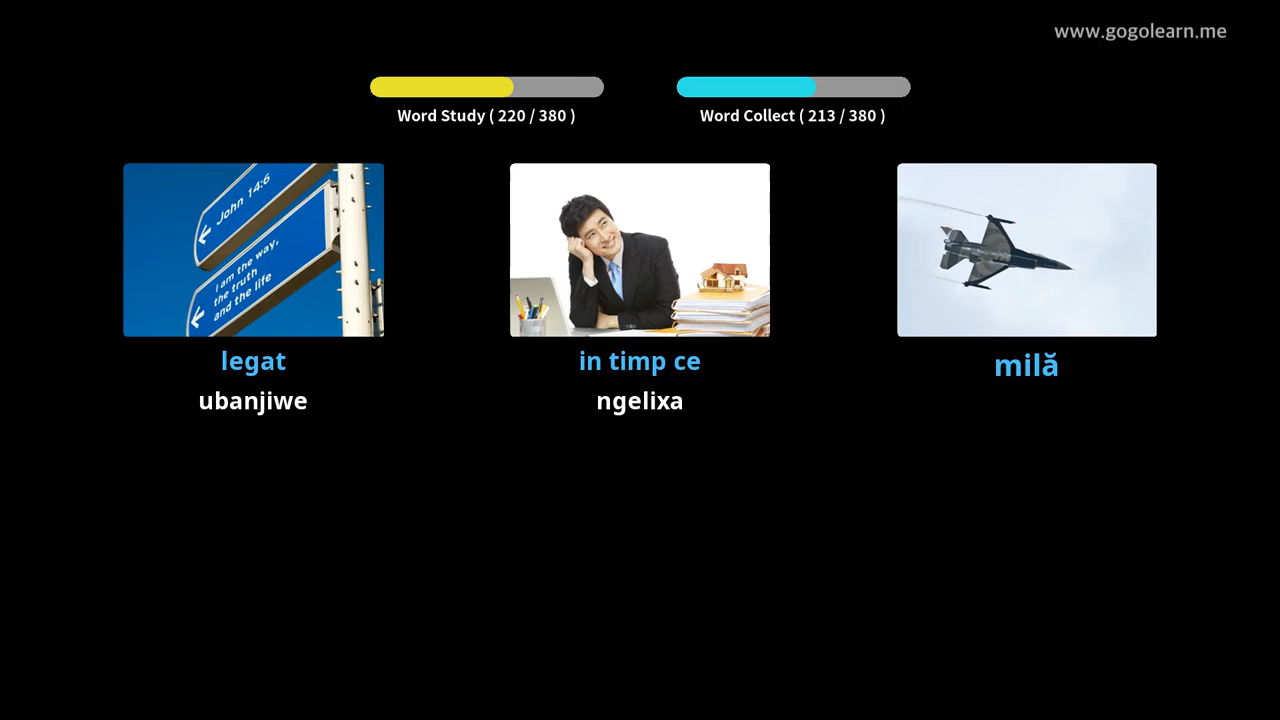 www.gogolearn.me
Word Study ( 220 / 380 )
Word Collect ( 213 / 380 )
John 14:6
I am the way,
the truth
and the life
legat
in timp ce
milă
ubanjiwe
ngelixa